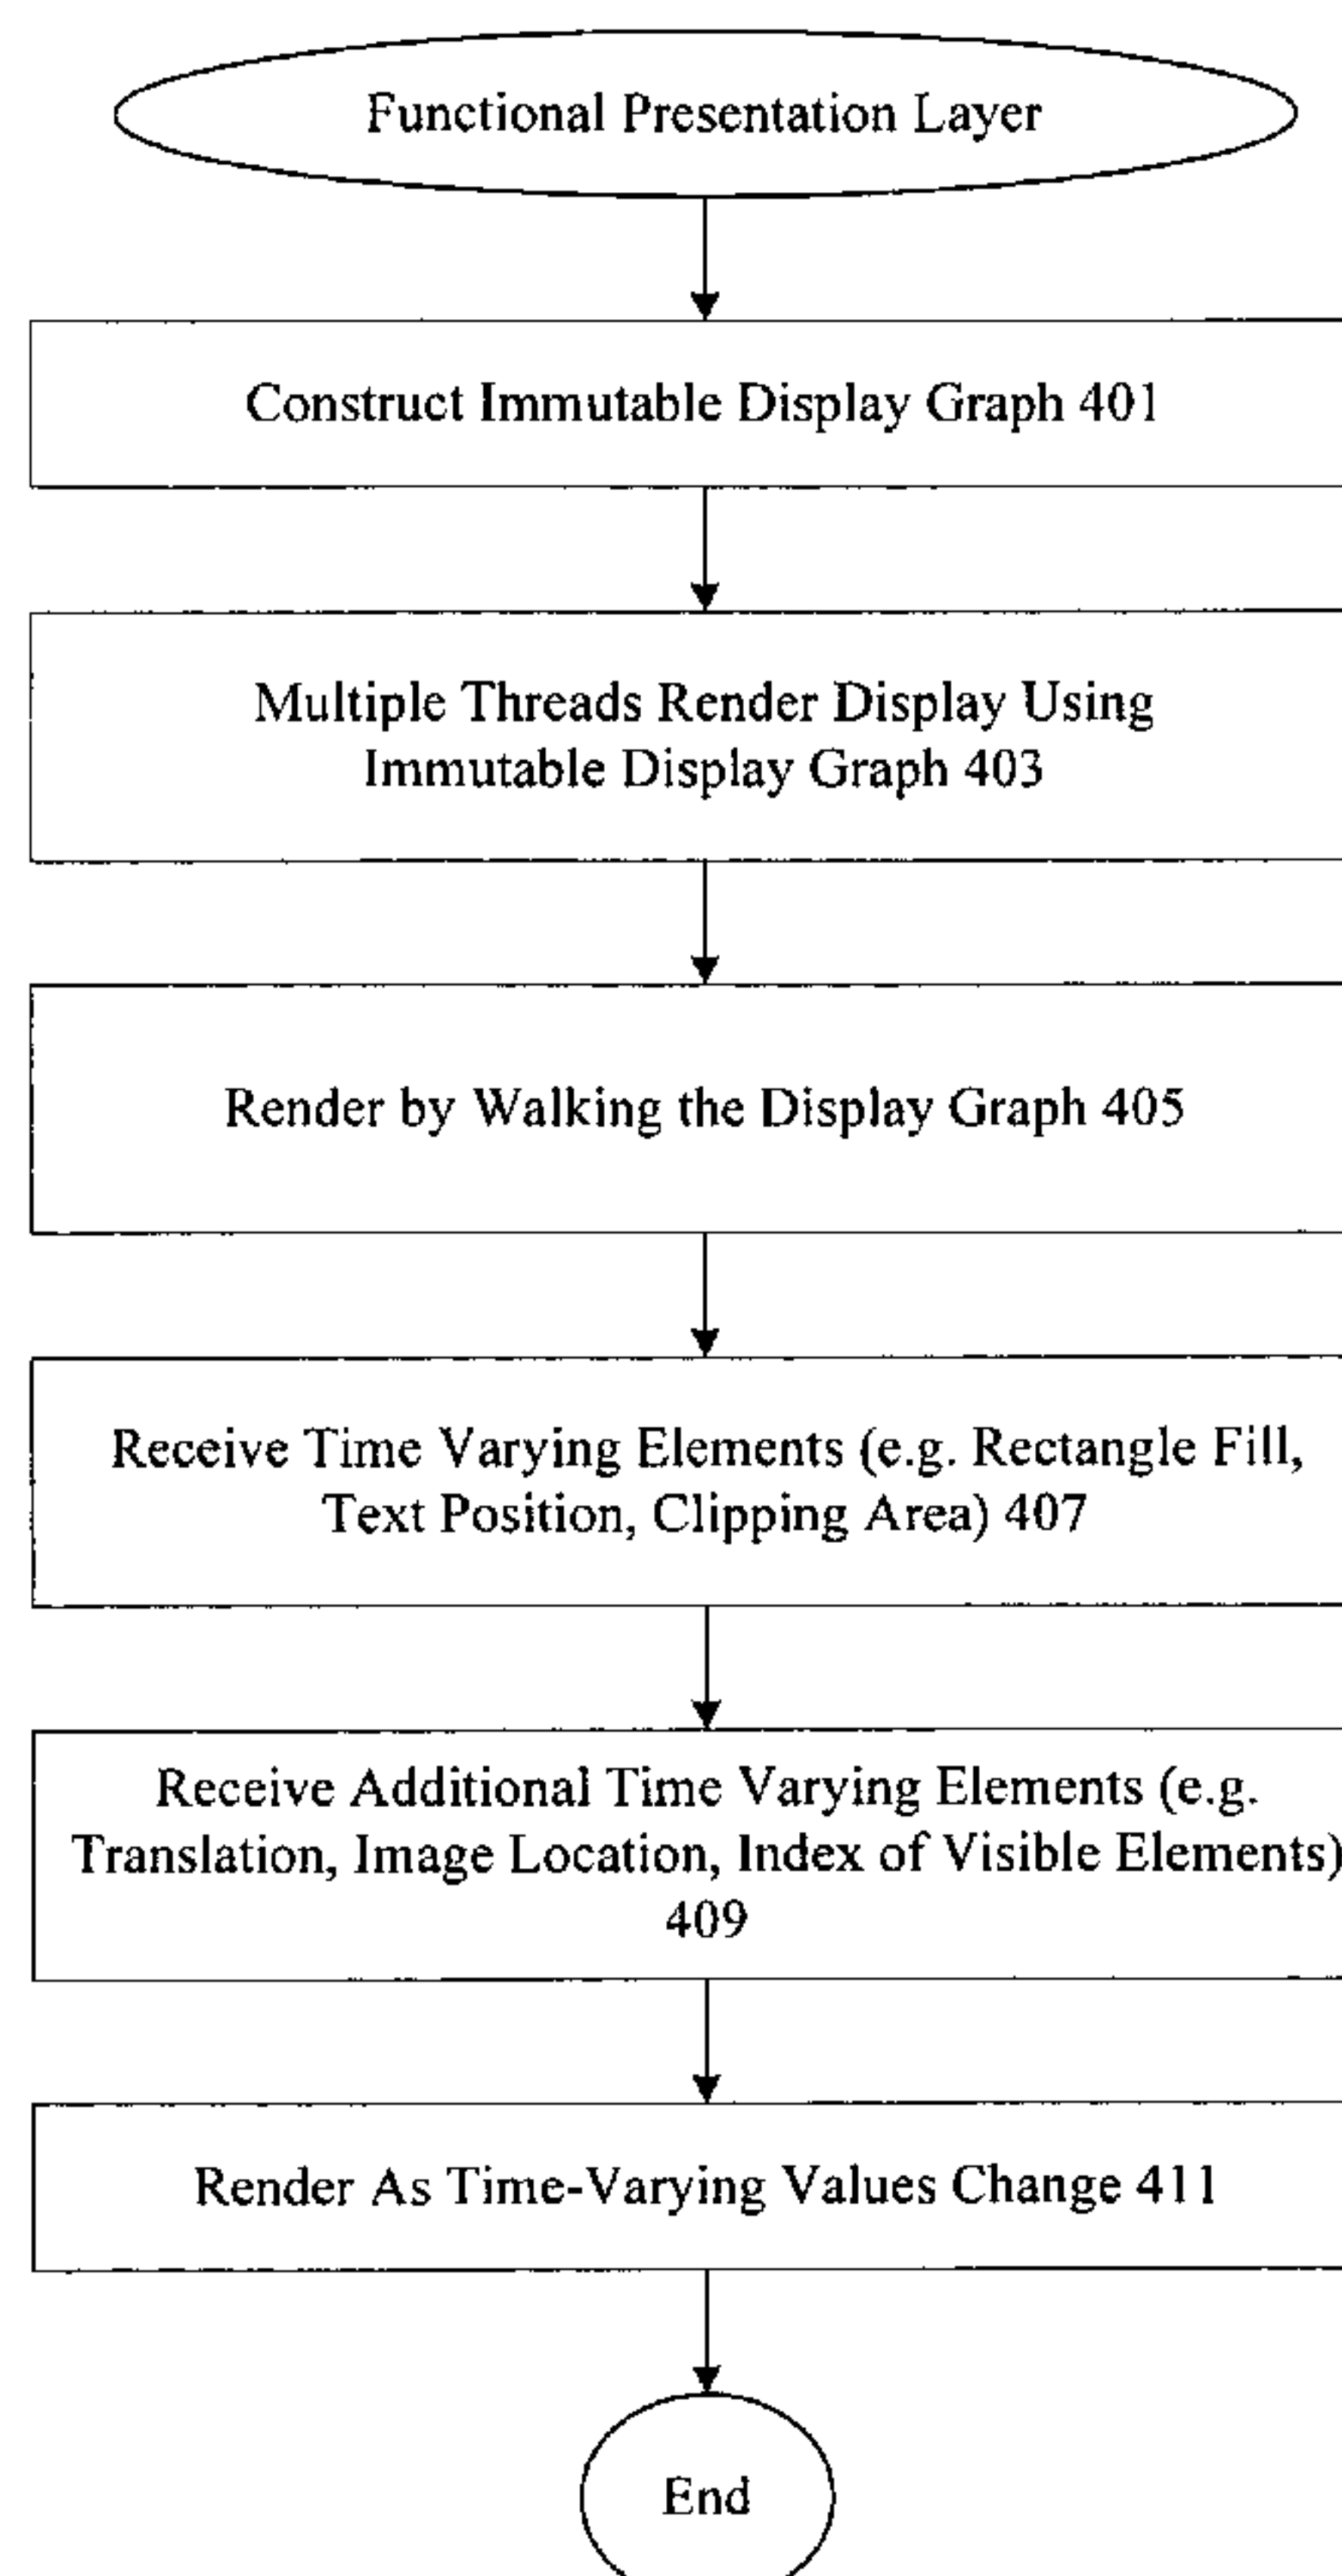 Functional Presentation Layer
Construct Immutable Display Graph 401
Multiple Threads Render Display Using
Immutable Display Graph 403
Render by Walking the Display Graph 405
Receive Time Varying Elements (e.g. Rectangle Fill,
Text Position, Clipping Area) 407
Receive Additional Time Varying Elements (e.g.
Translation, Image Location, Index of Visible Elements)
409
Render As Time-Varying Values Change 411
End